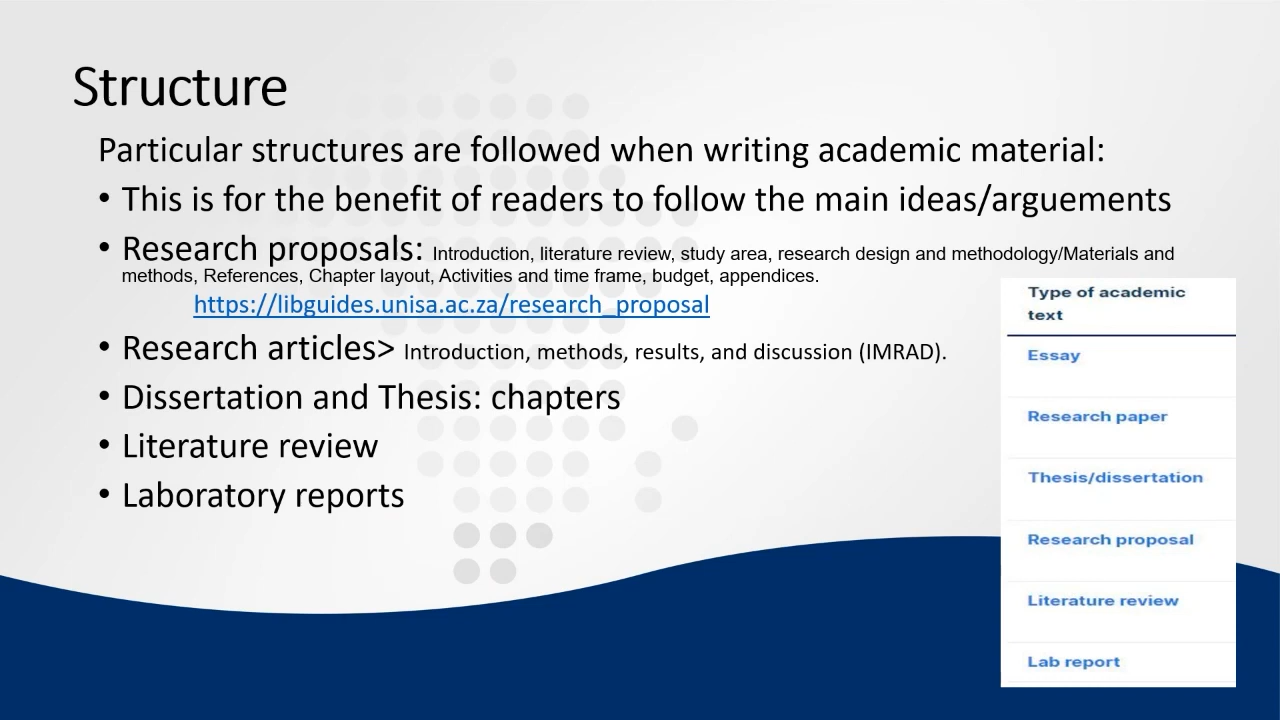 Structure
Particular structures are followed when writing academic material:
• This is for the benefit of readers to follow the main ideas/arguements
• Research proposals: Introduction, literature review, study area, research design and methodology/Materials and
methods, References, Chapter layout, Activities and time frame, budget, appendices.
https://libguides.unisa.ac.za/research_proposal
• Research articles> Introduction, methods, results, and discussion (IMRAD).
• Dissertation and Thesis: chapters
• Literature review
• Laboratory reports
Type of academic
text
Essay
Research paper
Thesis/dissertation
Research proposal
Literature review
Lab report